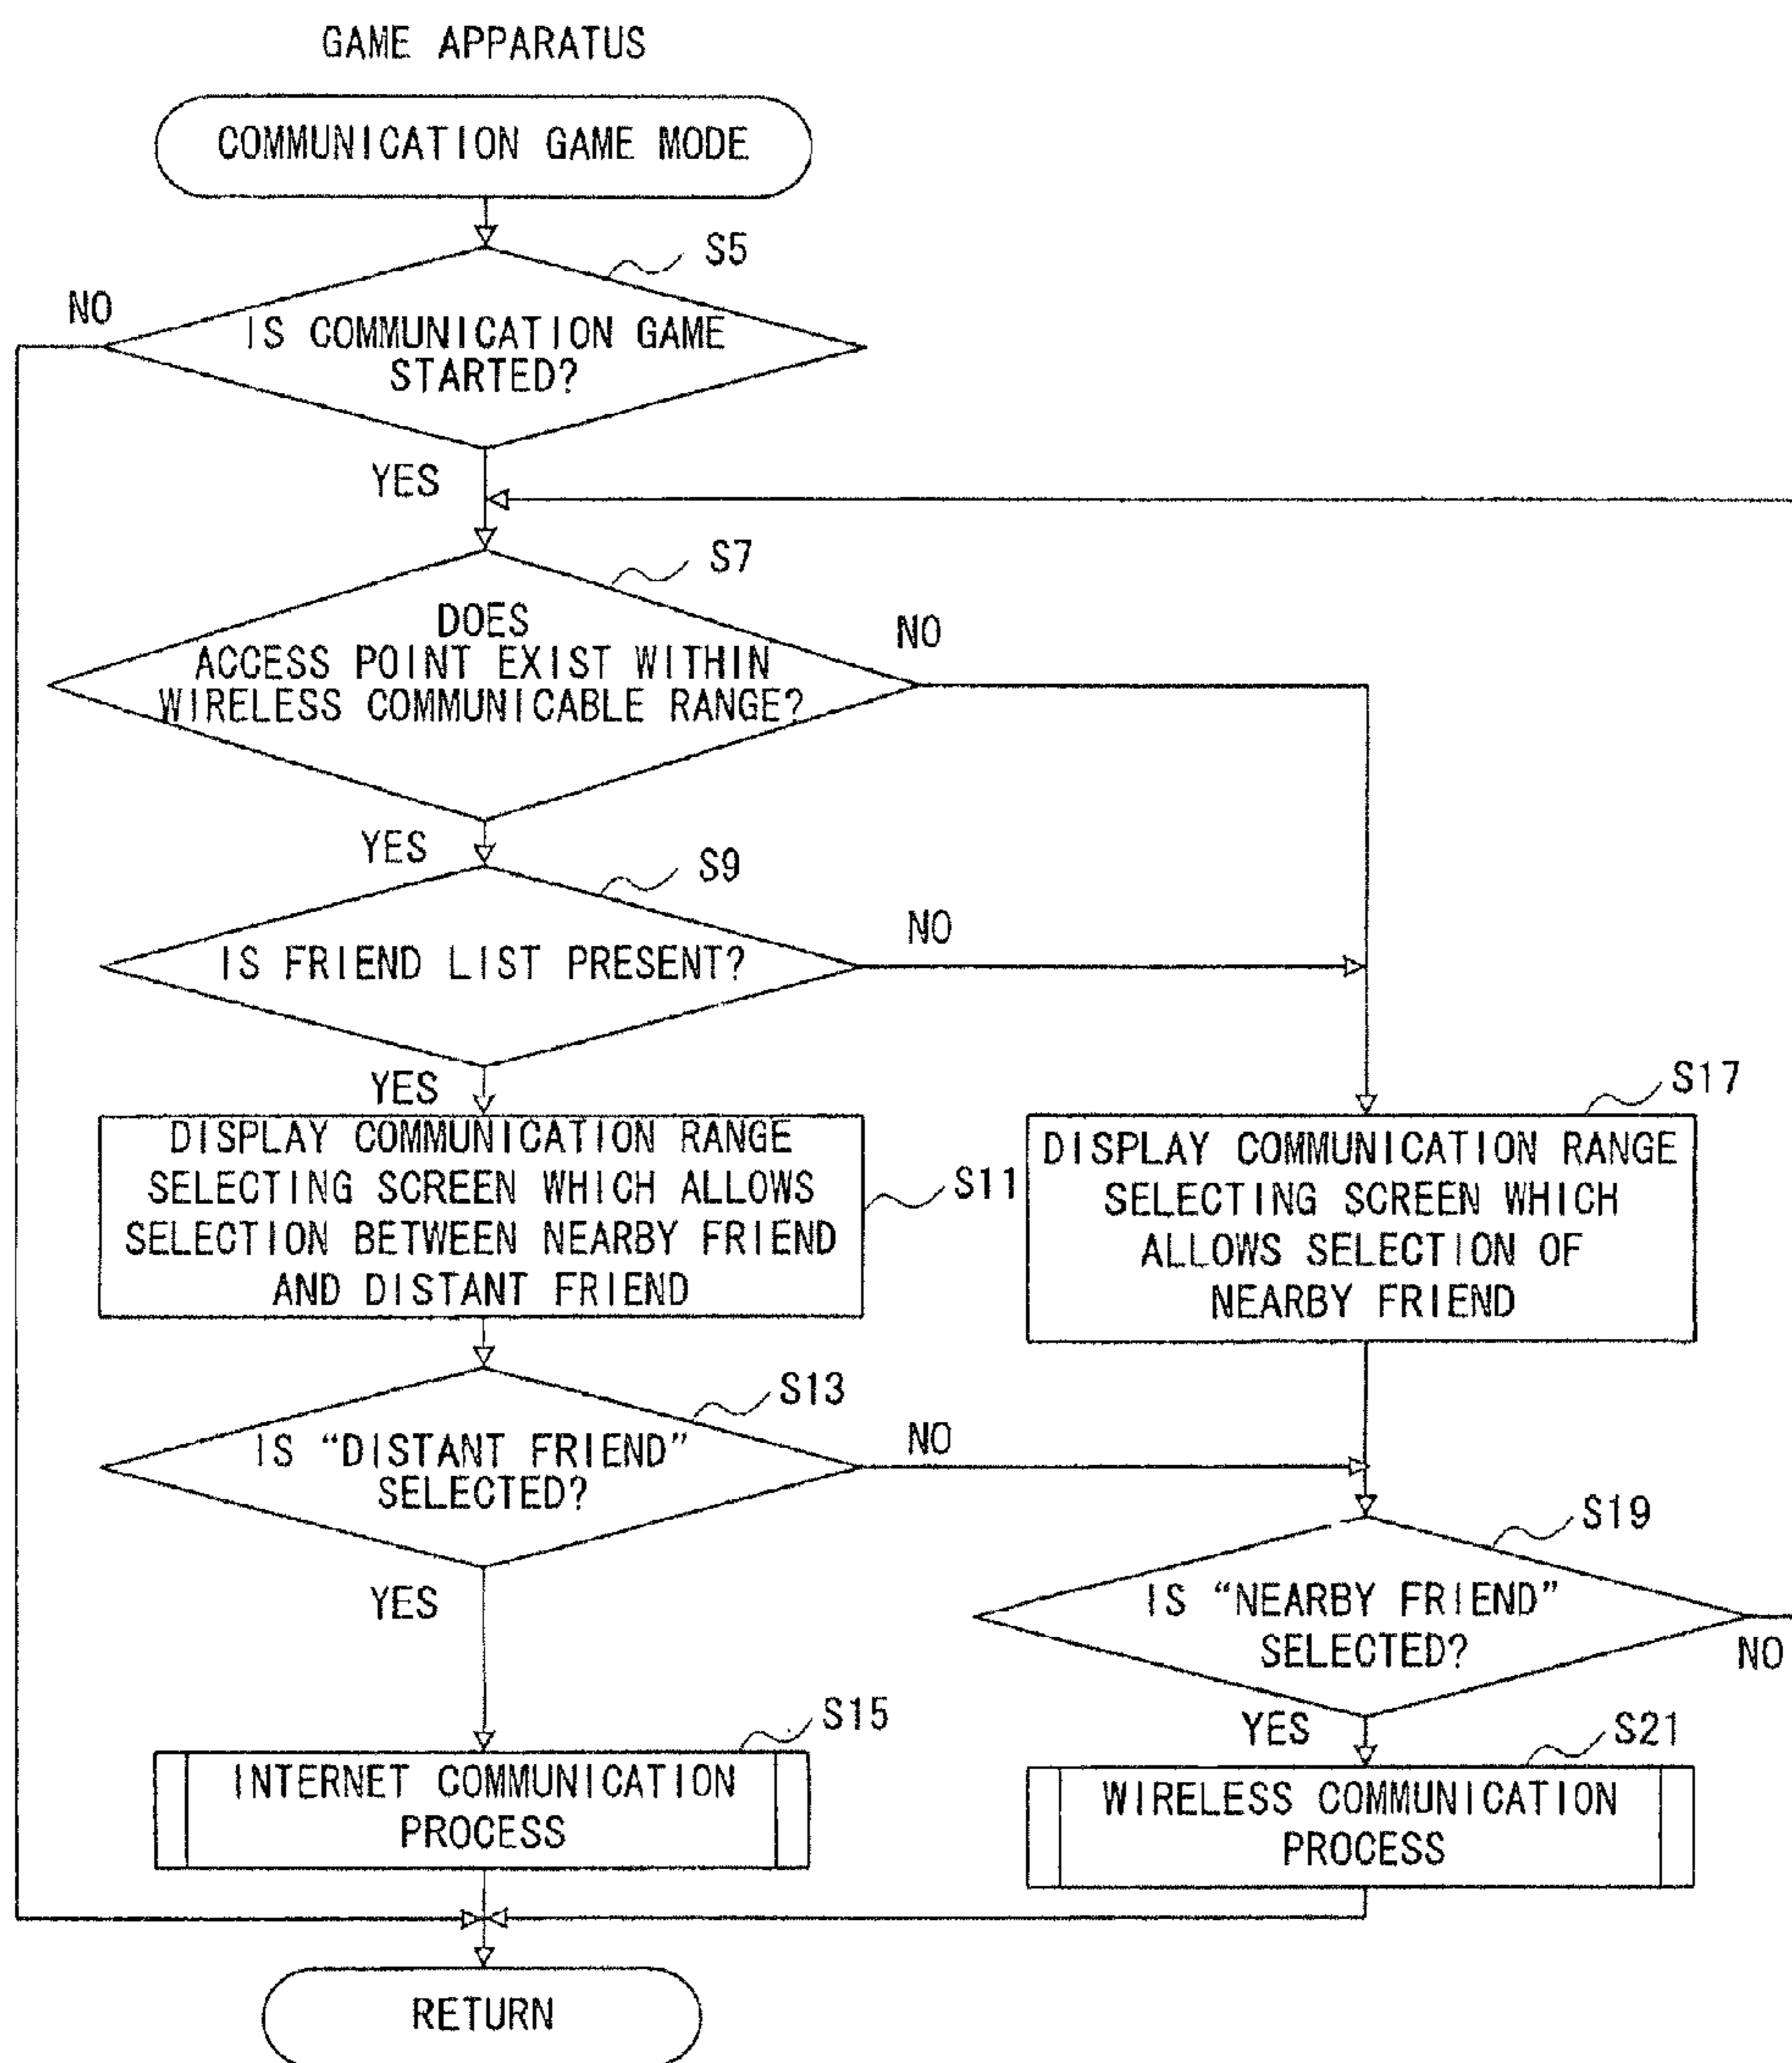 GAME APPARATUS
COMMUNICATION GAME MODE
S5
NO
IS COMMUNICATION GAME
STARTED?
YES
S7
DOES
ACCESS POINT EXIST WITHIN
WIRELESS COMMUNICABLE RANGE?
NO
YES
S9
IS FRIEND LIST PRESENT?
NO
YES
DISPLAY COMMUNICATION RANGE
SELECTING SCREEN WHICH ALLOWS
SELECTION BETWEEN NEARBY FRIEND
AND DISTANT FRIEND
S11
S17
DISPLAY COMMUNICATION RANGE
SELECTING SCREEN WHICH
ALLOWS SELECTION OF
NEARBY FRIEND
S13
IS “DISTANT FRIEND”
SELECTED?
NO
YES
S19
IS “NEARBY FRIEND”
SELECTED?
NO
YES
S15
INTERNET COMMUNICATION
PROCESS
S21
WIRELESS COMMUNICATION
PROCESS
RETURN